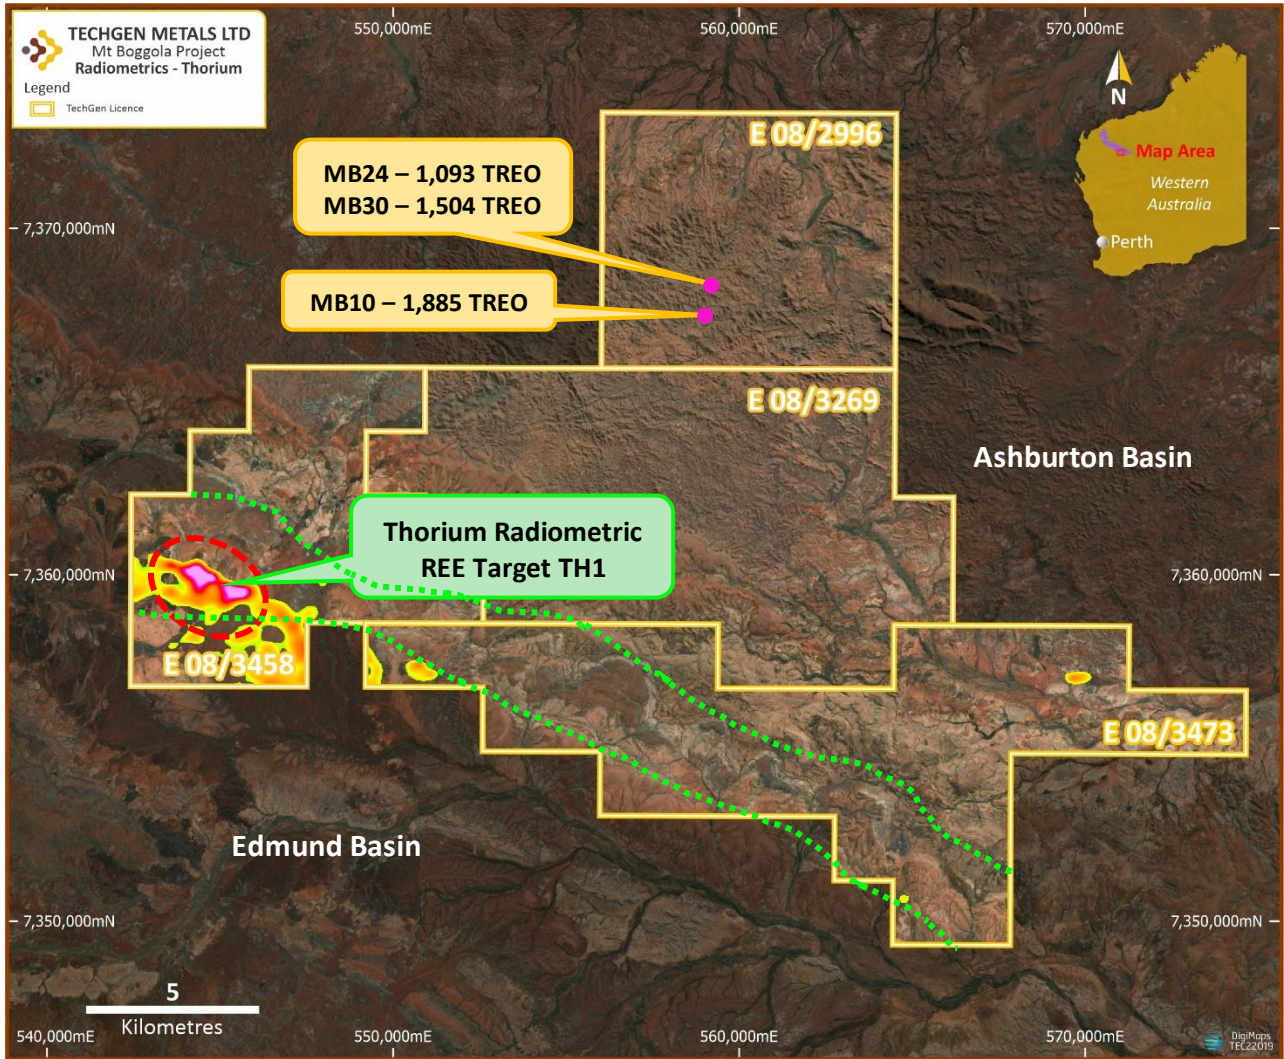 TECHGEN METALS LTD
Mt Boggola Project
Radiometrics - Thorium
Legend
TechGen Licence
550,000mE
560,000mE
570,000mE
N
Map Area
Western
Australia
Perth
E 08/2996
MB24 – 1,093 TREO
MB30 – 1,504 TREO
7,370,000mN
MB10 – 1,885 TREO
E 08/3269
Ashburton Basin
Thorium Radiometric
REE Target TH1
7,360,000mN
7,360,000mN
E 08/3458
E 08/3473
Edmund Basin
7,350,000mN
7,350,000mN
5
Kilometres
540,000mE
550,000mE
560,000mE
570,000mE
DigiMaps
TEC22019